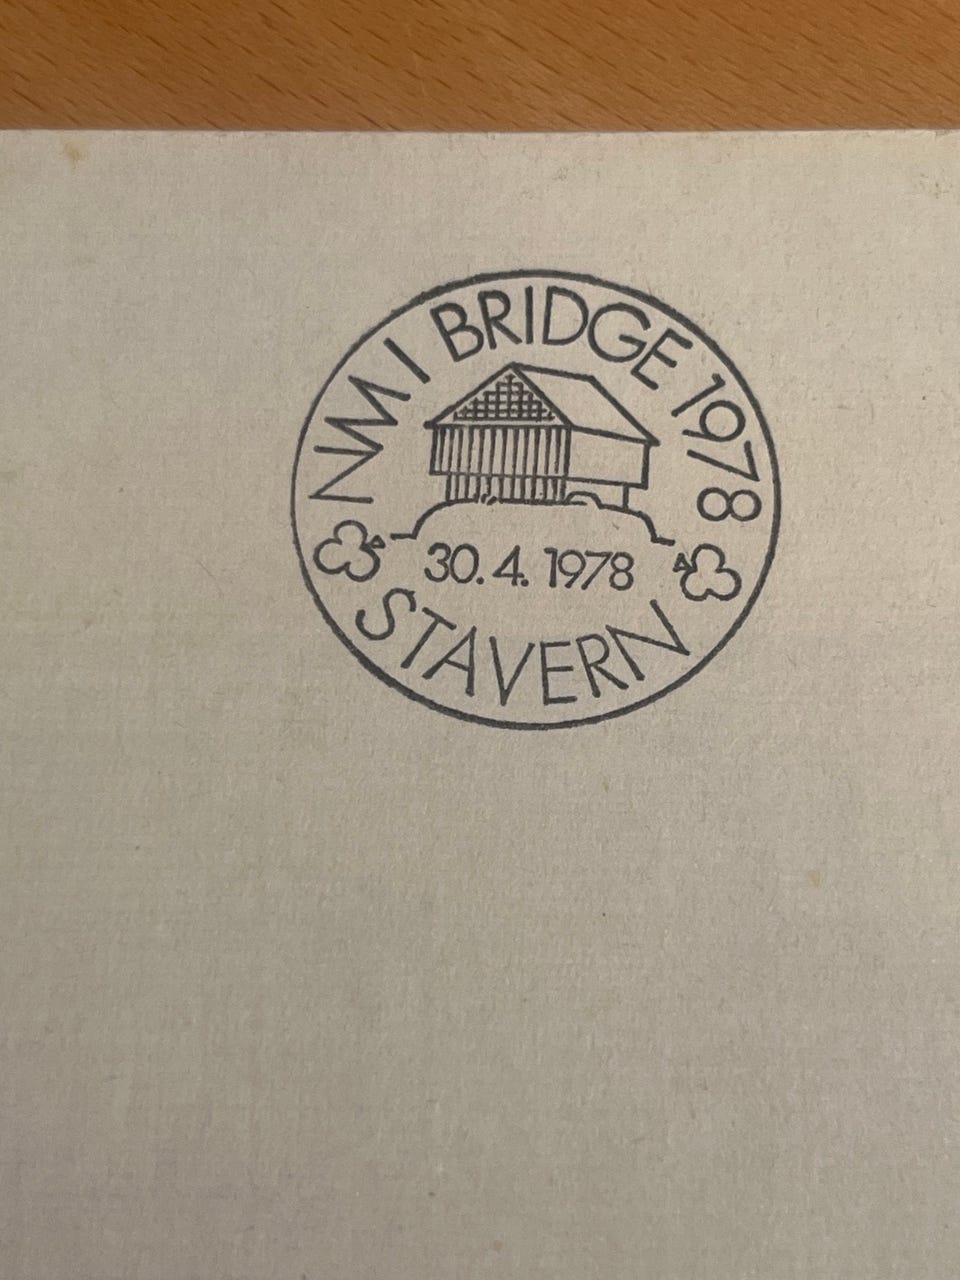 NM I BRIDGE 1978
30.4.1978
STAVERN